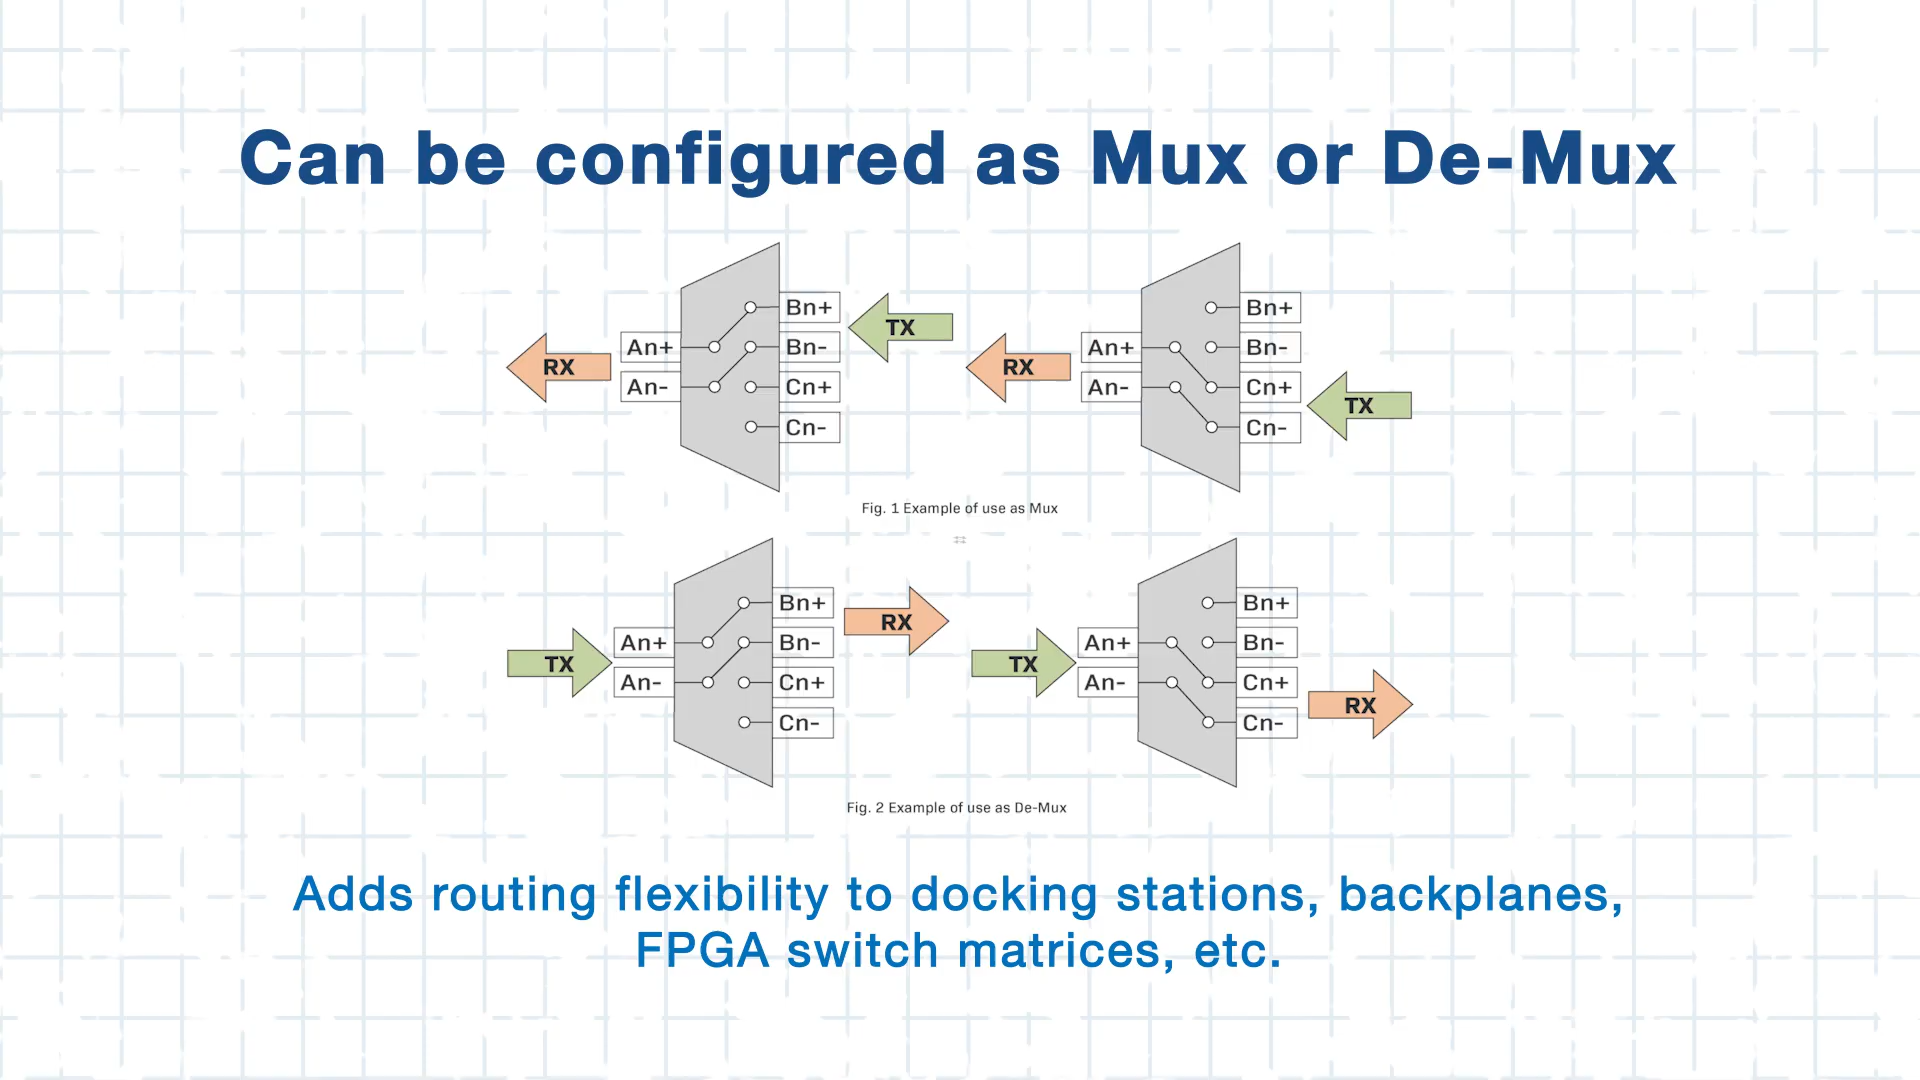 Can be configured as Mux or De-Mux
Bn+
Bn+
TX
An+
Bn-
An+
Bn-
RX
RX
An-
Cn+
An-
Cn+
TX
Cn-
Cn-
Fig. 1 Example of use as Mux
Bn+
Bn+
RX
An+
Bn-
An+
Bn-
TX
TX
An-
Cn+
An-
Cn+
RX
Cn-
Cn-
Fig. 2 Example of use as De-Mux
Adds routing flexibility to docking stations, backplanes,
FPGA switch matrices, etc.